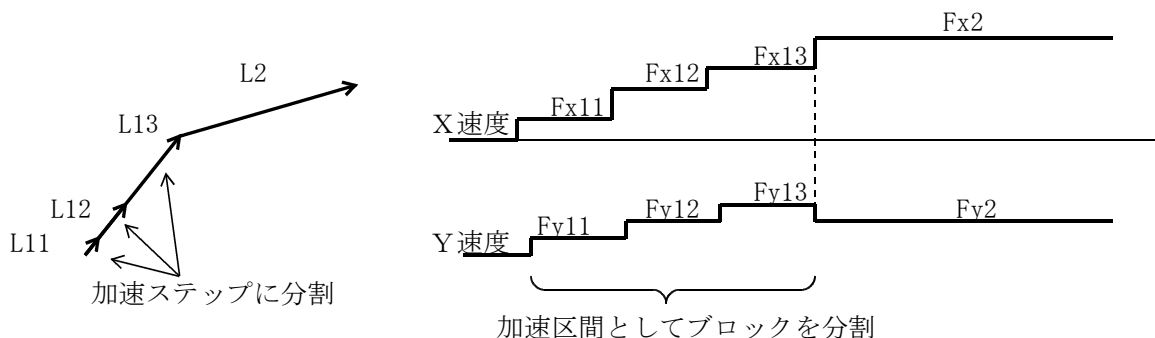 L2
L13
L12
L11
加速ステップに分割
Fx2
Fx13
Fx12
Fx11
X速度
Fy13
Fy12
Fy11
Fy2
Y速度
加速区間としてブロックを分割